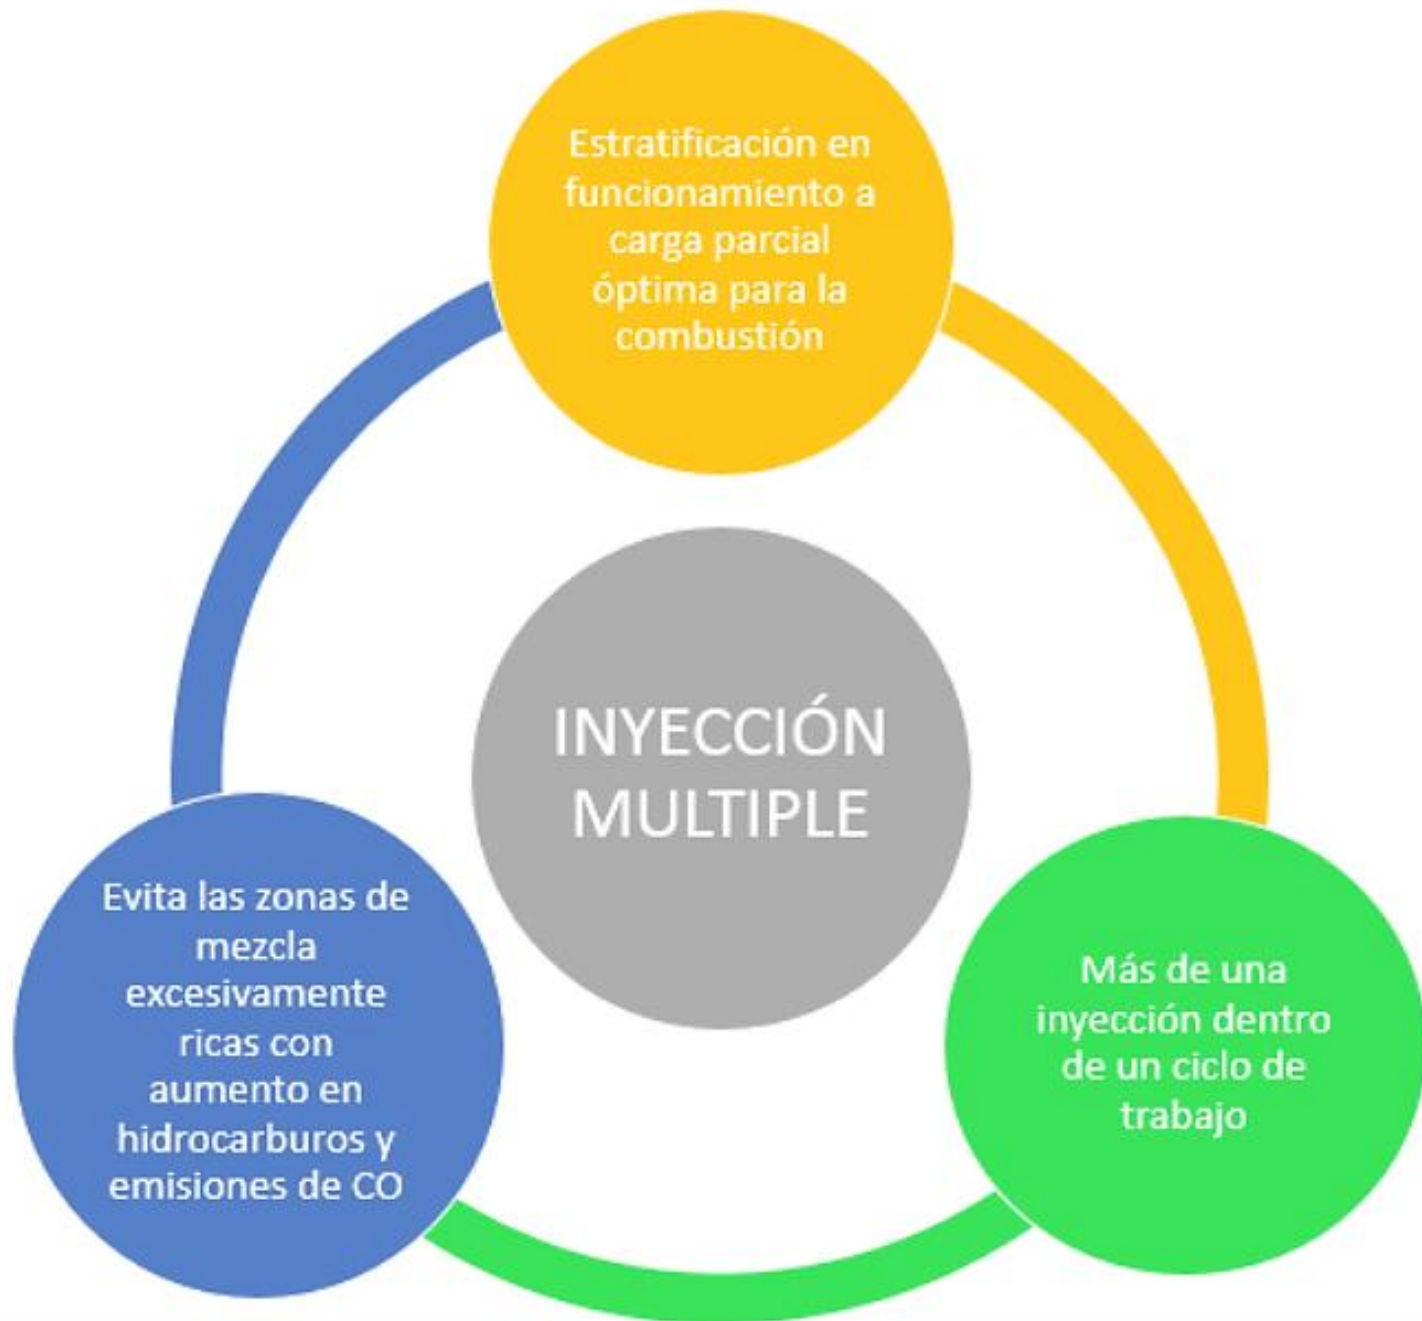 Estratificación en
funcionamiento a
carga parcial
óptima para la
combustión
INYECCIÓN
MULTIPLE
Evita las zonas de
mezcla
excesivamente
ricas con
aumento en
hidrocarburos y
emisiones de CO
Más de una
inyección dentro
de un ciclo de
trabajo